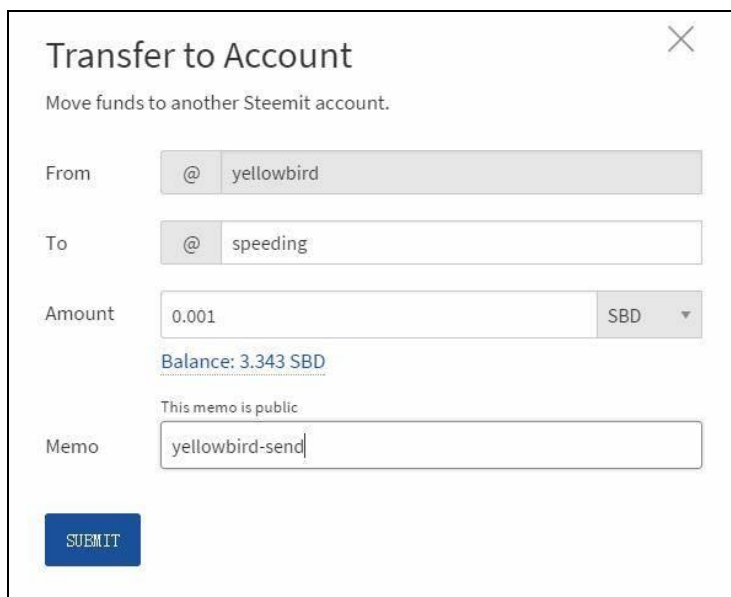 Transfer to Account
Move funds to another Steemit account.
From @ yellowbird
To @ speeding
Amount 0.001 SBD
Balance: 3.343 SBD
This memo is public
Memo yellowbird-send
SUBMIT